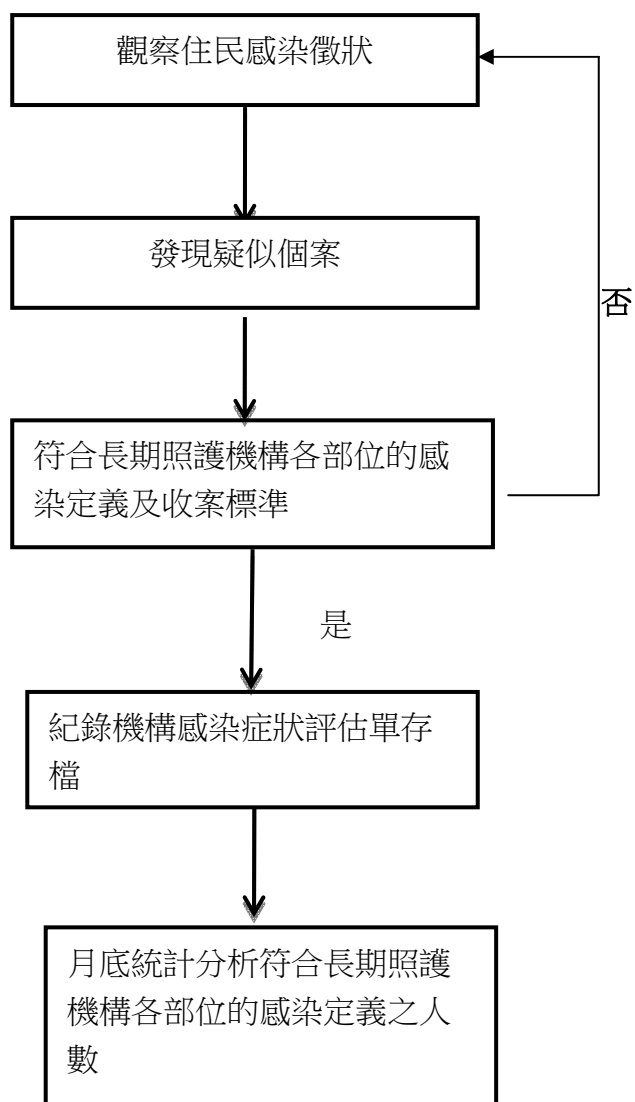 觀察住民感染徵狀
發現疑似個案
否
符合長期照護機構各部位的感
染定義及收案標準
是
紀錄機構感染症狀評估單存
檔
月底統計分析符合長期照護
機構各部位的感染定義之人
數